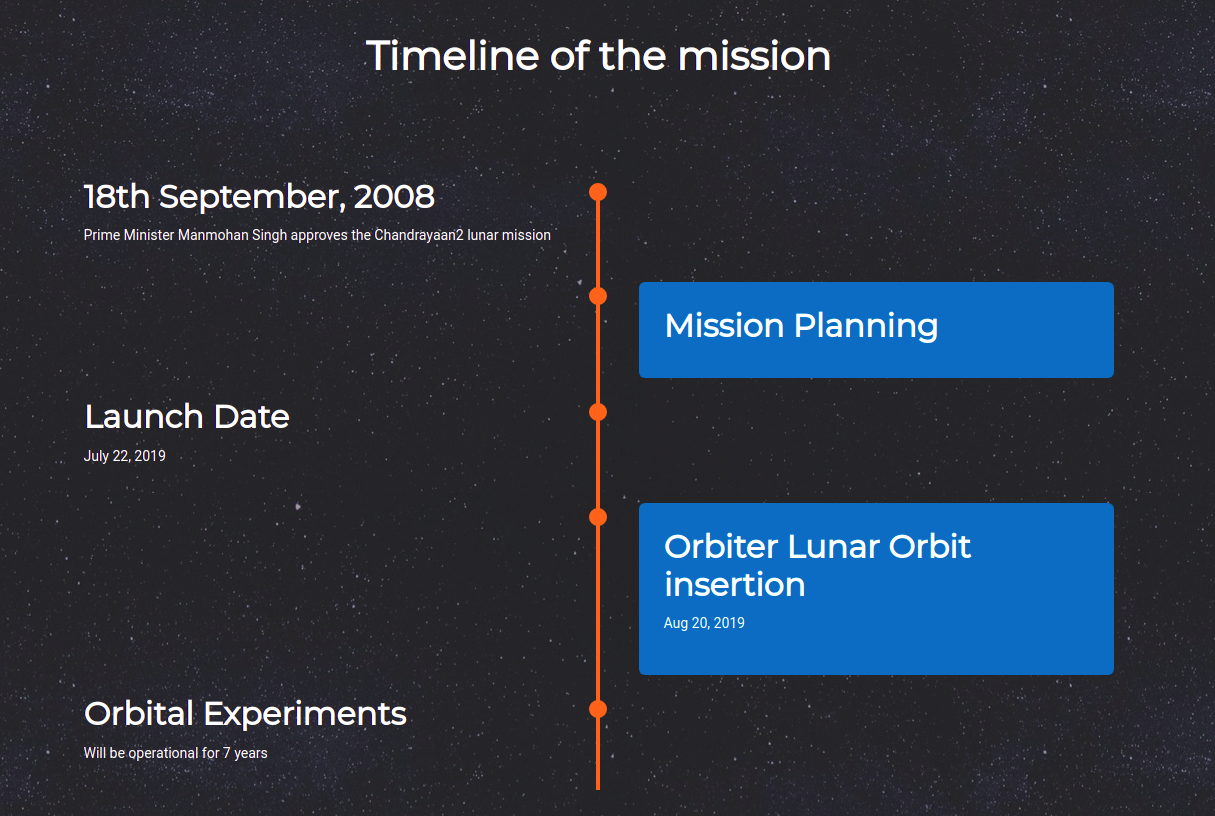 Timeline of the mission
18th September, 2008
Prime Minister Manmohan Singh approves the Chandrayaan2 lunar mission
Mission Planning
Launch Date
July 22, 2019
Orbiter Lunar Orbit
insertion
Aug 20, 2019
Orbital Experiments
Will be operational for 7 years